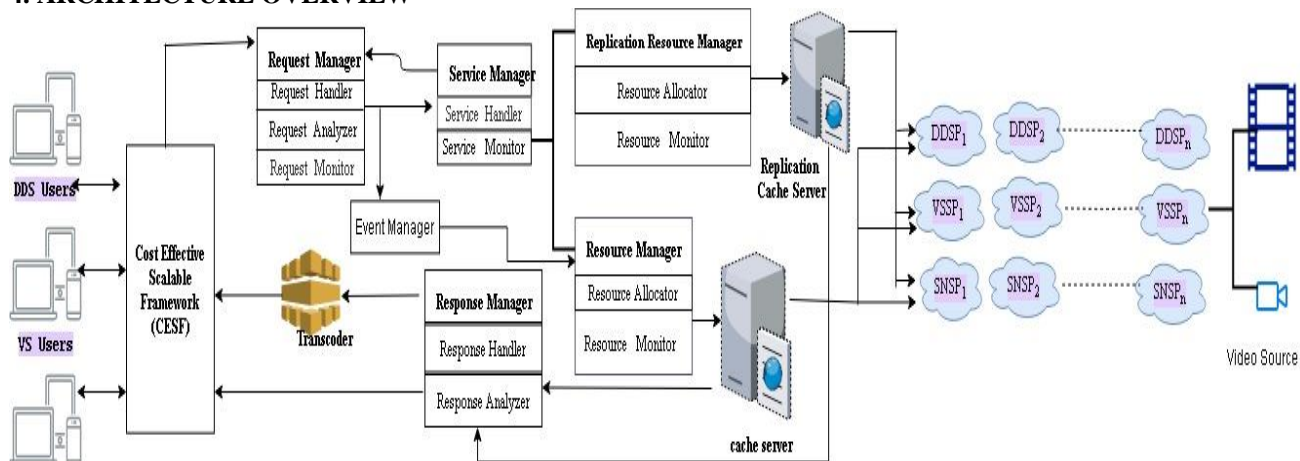 4. ARCHITECTURE OVERVIEW
DDS Users
VS Users
Cost Effective
Scalable
Framework
(CESF)
Request Manager
Request Handler
Request Analyzer
Request Monitor
Service Manager
Service Handler
Service Monitor
Event Manager
Transcoder
Response Manager
Response Handler
Response Analyzer
Replication Resource Manager
Resource Allocator
Resource Monitor
Resource Manager
Resource Allocator
Resource Monitor
Replication
Cache Server
cache server
DDSP1
DDSP2
DDSPn
VSSP1
VSSP2
VSSPn
SNSP1
SNSP2
SNSPn
Video Source